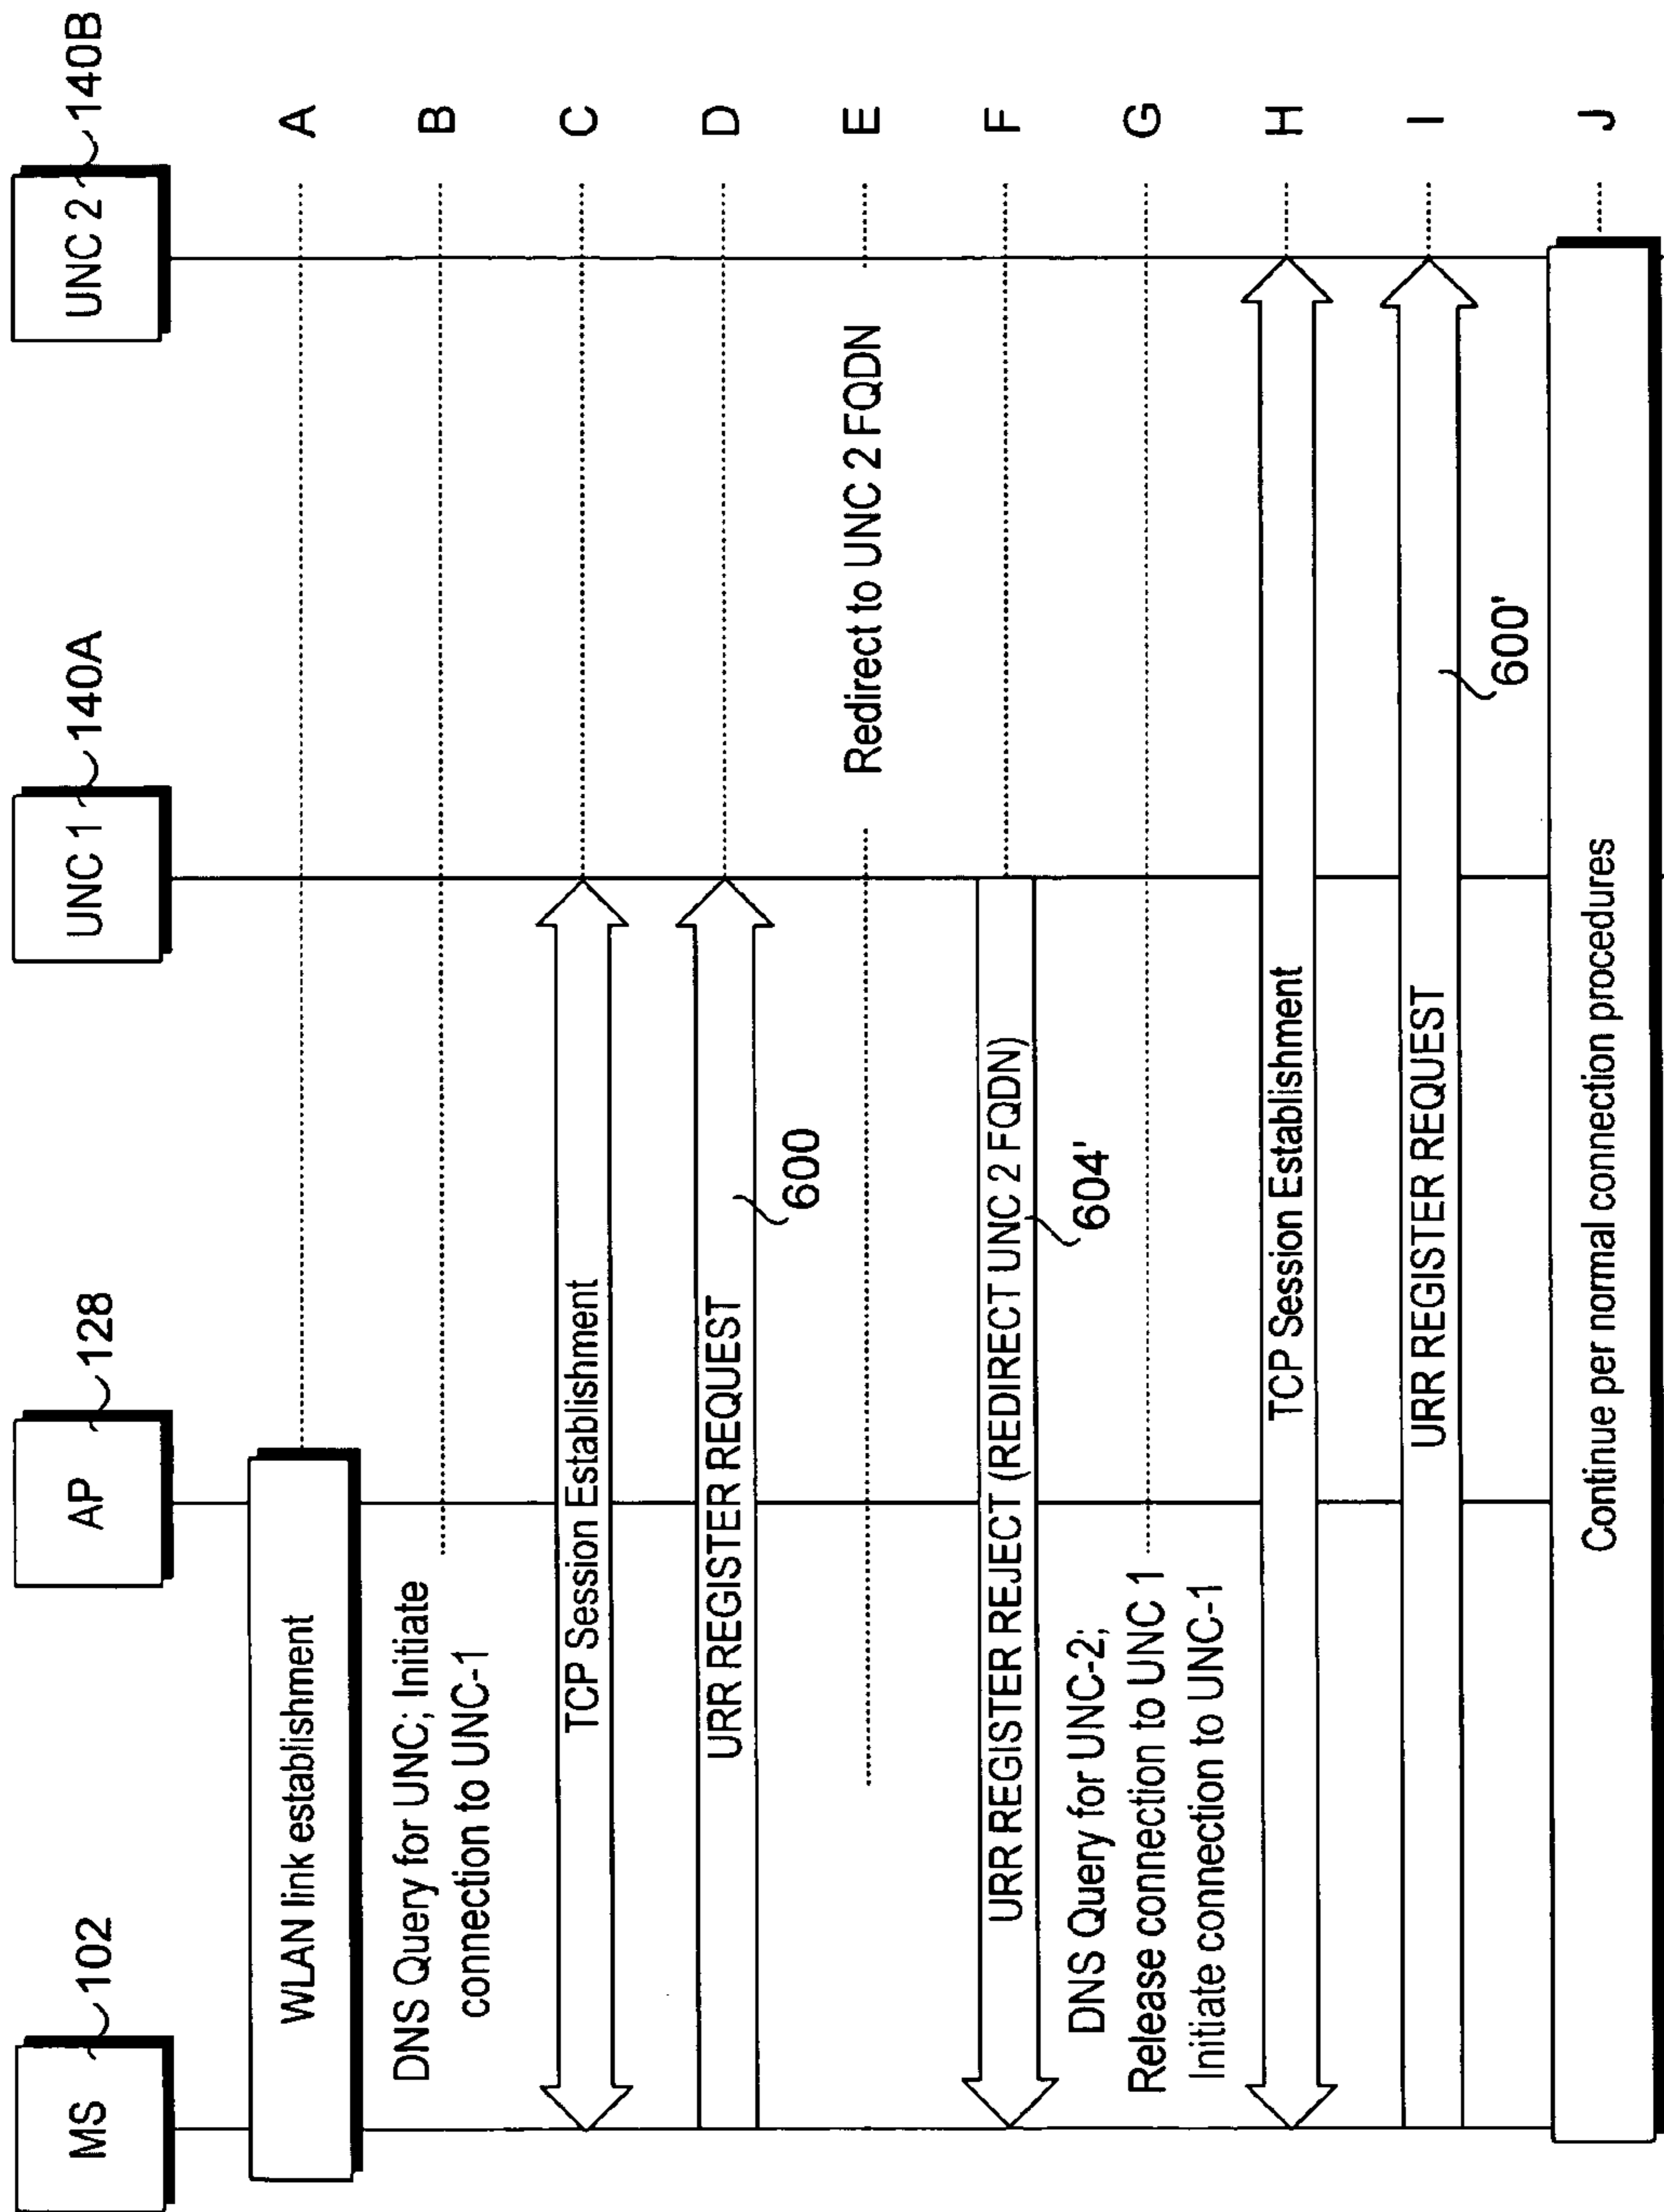 MS
102
AP
128
UNC 1
140A
UNC 2
140B
WLAN link establishment
A
DNS Query for UNC; Initiate
connection to UNC-1
B
TCP Session Establishment
C
URR REGISTER REQUEST
600
D
Redirect to UNC 2 FQDN
E
URR REGISTER REJECT (REDIRECT UNC 2 FQDN)
604'
F
DNS Query for UNC-2;
Release connection to UNC 1
Initiate connection to UNC-1
G
TCP Session Establishment
H
URR REGISTER REQUEST
600'
I
Continue per normal connection procedures
J